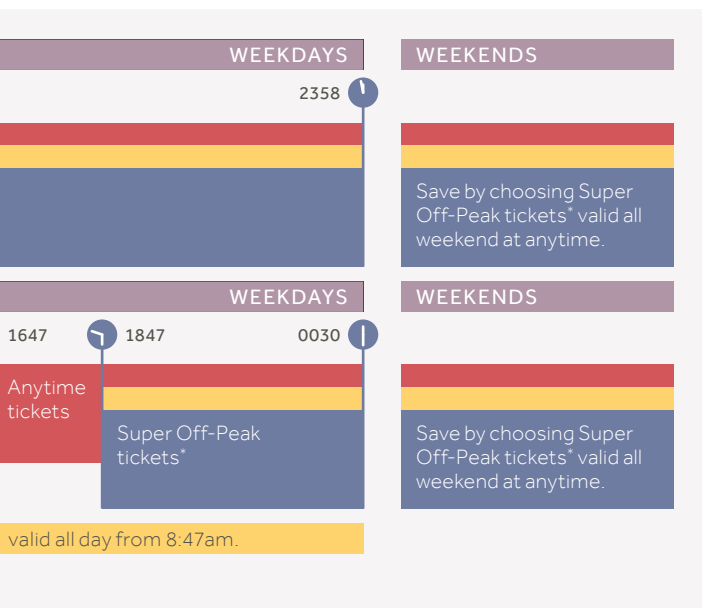 WEEKDAYS
WEEKENDS
2358
Save by choosing Super
Off-Peak tickets* valid all
weekend at anytime.
WEEKDAYS
WEEKENDS
1647
1847
0030
Anytime
tickets
Super Off-Peak
tickets*
Save by choosing Super
Off-Peak tickets* valid all
weekend at anytime.
valid all day from 8:47am.